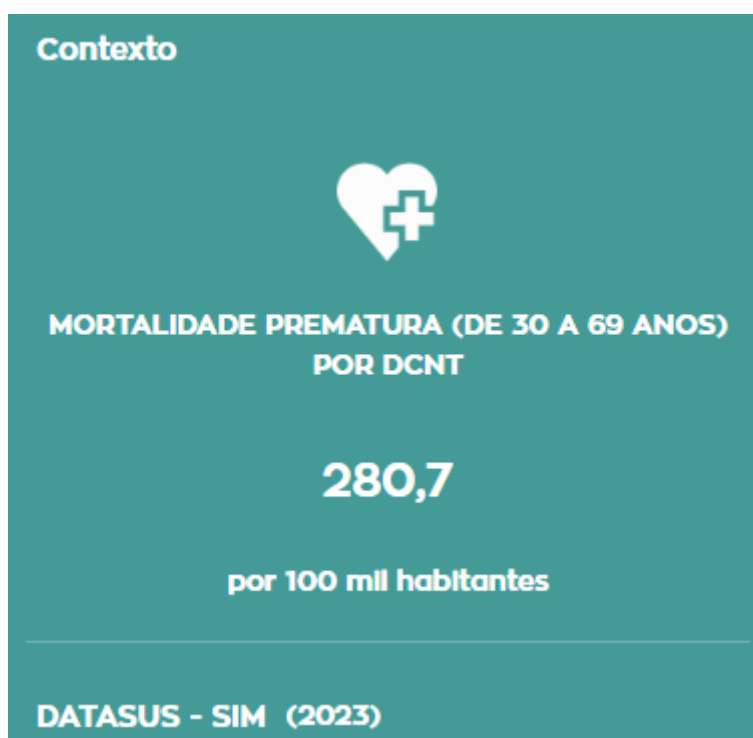 Contexto
MORTALIDADE PREMATURA (DE 30 A 69 ANOS)
POR DCNT
280,7
por 100 mil habitantes
DATASUS - SIM (2023)